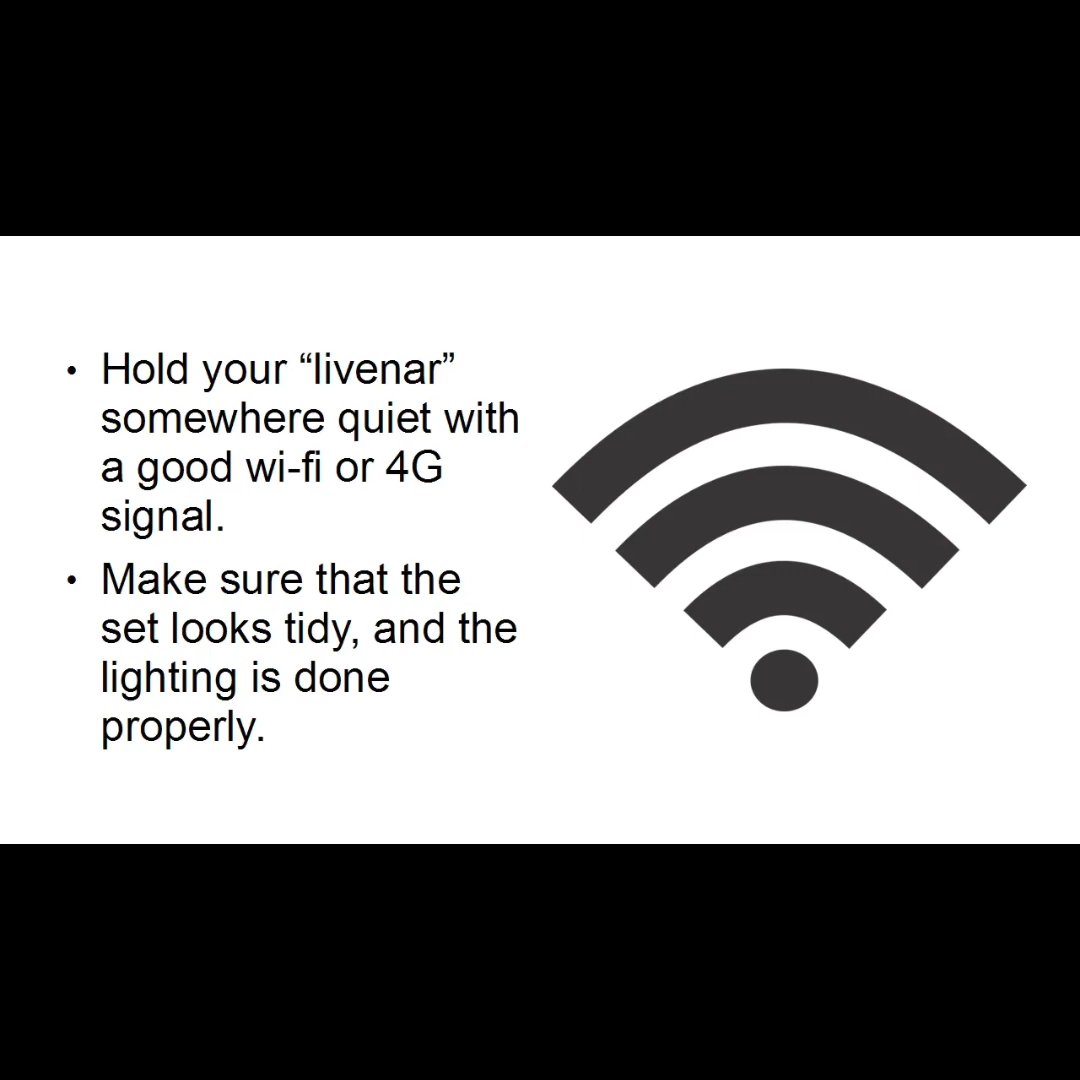 • Hold your “livenar”
somewhere quiet with
a good wi-fi or 4G
signal.
• Make sure that the
set looks tidy, and the
lighting is done
properly.